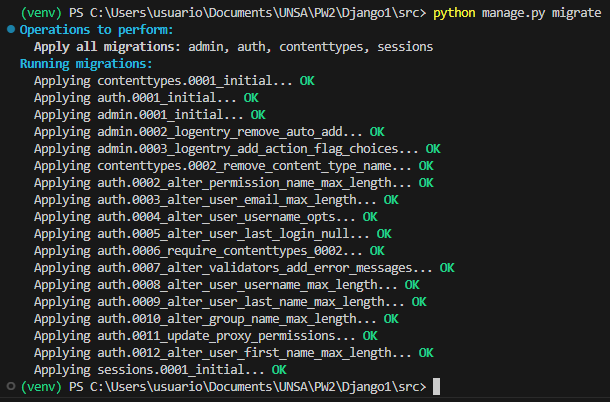 (venv) PS C:\Users\usuario\Documents\UNSA\PW2\Django1\src> python manage.py migrate
Operations to perform:
  Apply all migrations: admin, auth, contenttypes, sessions
Running migrations:
  Applying contenttypes.0001_initial... OK
  Applying auth.0001_initial... OK
  Applying admin.0001_initial... OK
  Applying admin.0002_logentry_remove_auto_add... OK
  Applying admin.0003_logentry_add_action_flag_choices... OK
  Applying contenttypes.0002_remove_content_type_name... OK
  Applying auth.0002_alter_permission_name_max_length... OK
  Applying auth.0003_alter_user_email_max_length... OK
  Applying auth.0004_alter_user_username_opts... OK
  Applying auth.0005_alter_user_last_login_null... OK
  Applying auth.0006_require_contenttypes_0002... OK
  Applying auth.0007_alter_validators_add_error_messages... OK
  Applying auth.0008_alter_user_username_max_length... OK
  Applying auth.0009_alter_user_last_name_max_length... OK
  Applying auth.0010_alter_group_name_max_length... OK
  Applying auth.0011_update_proxy_permissions... OK
  Applying auth.0012_alter_user_first_name_max_length... OK
  Applying sessions.0001_initial... OK
(venv) PS C:\Users\usuario\Documents\UNSA\PW2\Django1\src>